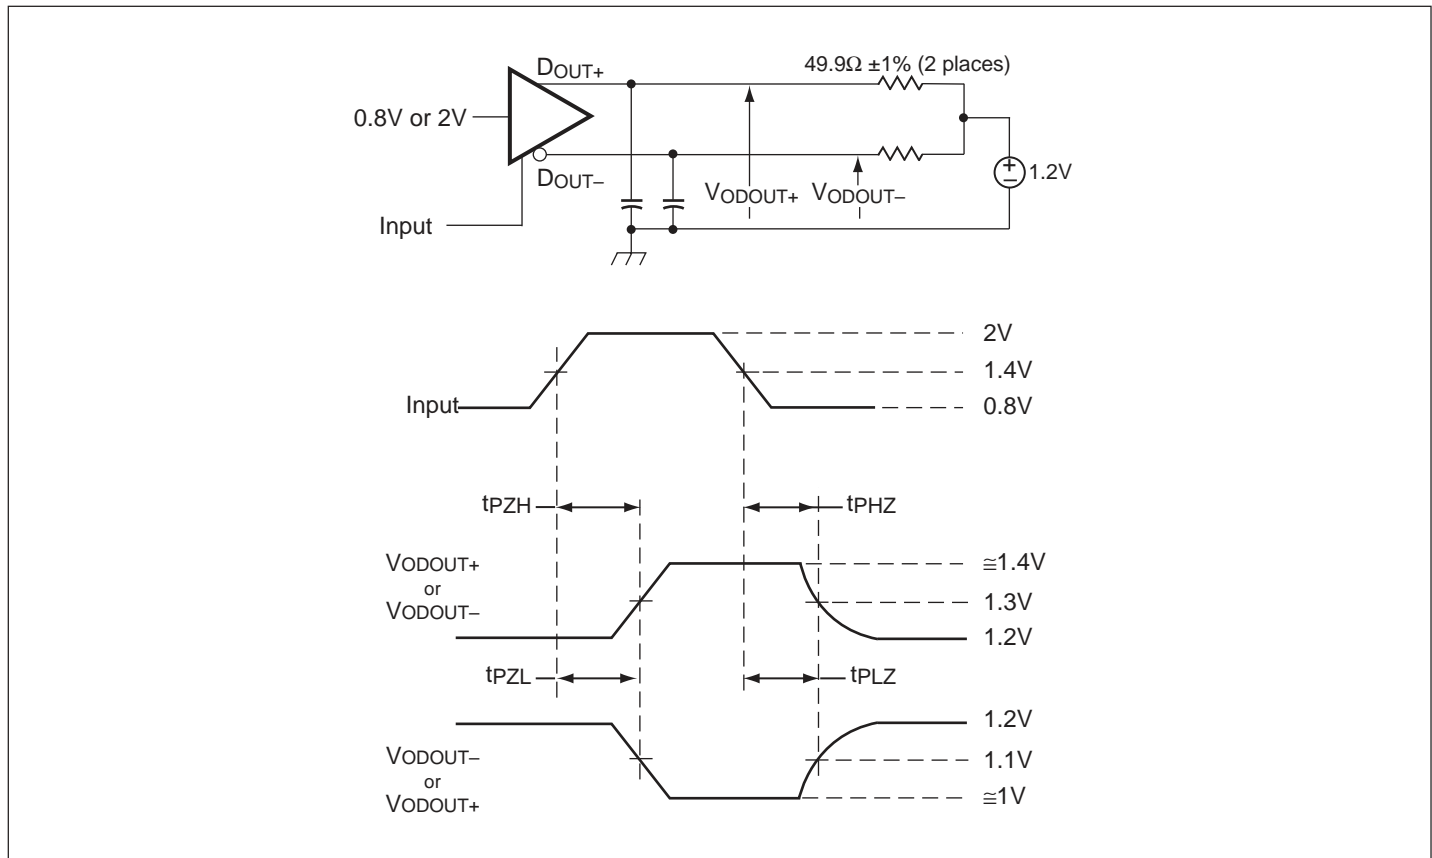 DOUT+
49.9Ω ±1% (2 places)
0.8V or 2V
DOUT–
1.2V
VODOUT+
VODOUT–
Input
2V
1.4V
Input
0.8V
tPZH
tPHZ
VODOUT+
or
VODOUT–
≅1.4V
1.3V
1.2V
tPZL
tPLZ
1.2V
VODOUT–
or
VODOUT+
1.1V
≅1V